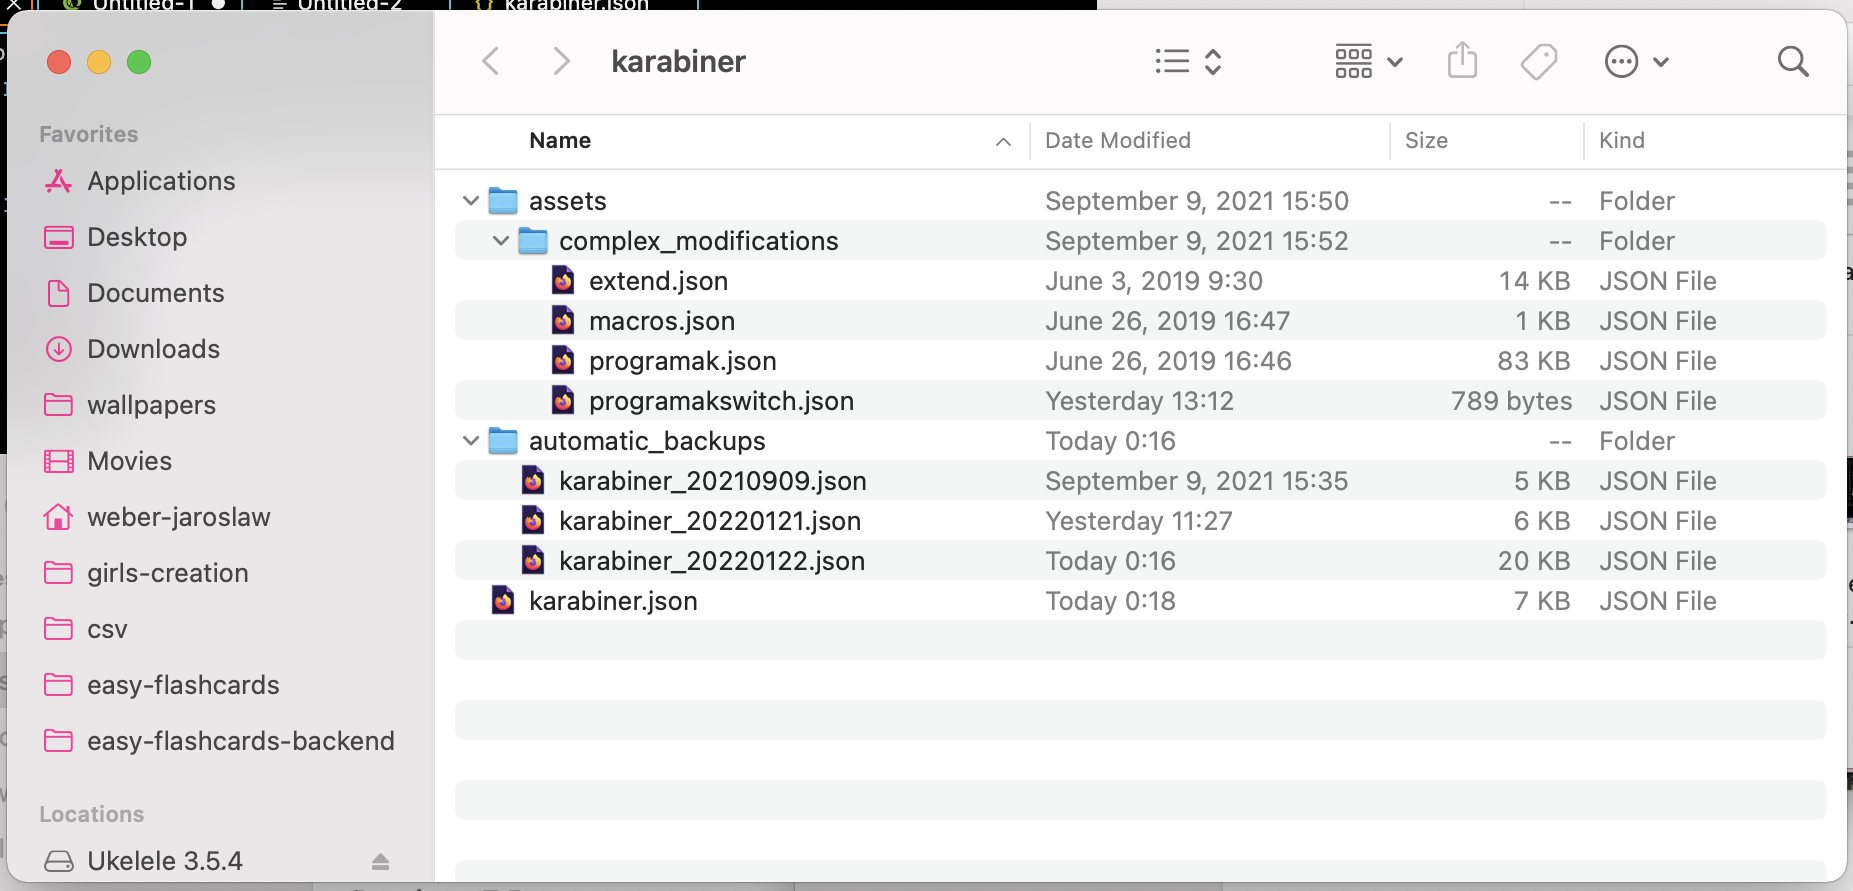 Untitled-1
Untitled-2
karabiner.json
karabiner
Favorites
Applications
Desktop
Documents
Downloads
wallpapers
Movies
weber-jaroslaw
girls-creation
csv
easy-flashcards
easy-flashcards-backend
Locations
Ukelele 3.5.4
Name Date Modified Size Kind
assets September 9, 2021 15:50 -- Folder
complex_modifications September 9, 2021 15:52 -- Folder
extend.json June 3, 2019 9:30 14 KB JSON File
macros.json June 26, 2019 16:47 1 KB JSON File
programak.json June 26, 2019 16:46 83 KB JSON File
programakswitch.json Yesterday 13:12 789 bytes JSON File
automatic_backups Today 0:16 -- Folder
karabiner_20210909.json September 9, 2021 15:35 5 KB JSON File
karabiner_20220121.json Yesterday 11:27 6 KB JSON File
karabiner_20220122.json Today 0:16 20 KB JSON File
karabiner.json Today 0:18 7 KB JSON File